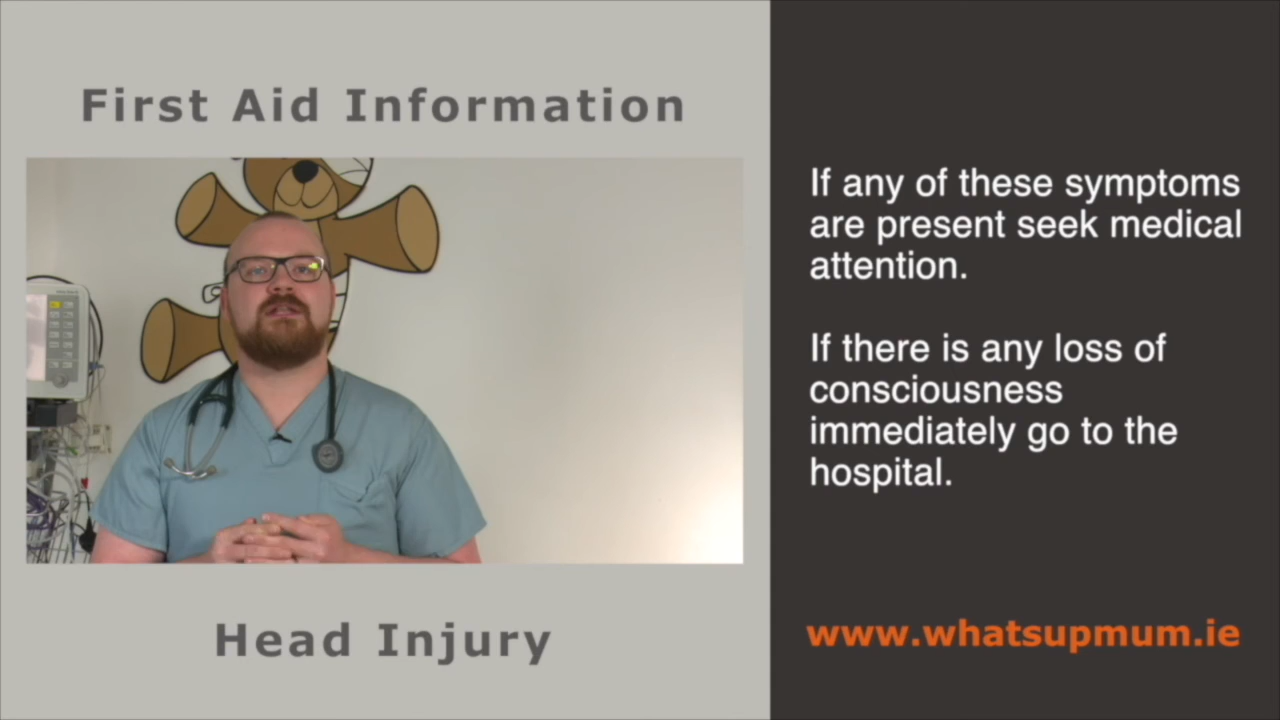 First Aid Information
If any of these symptoms
are present seek medical
attention.
If there is any loss of
consciousness
immediately go to the
hospital.
Head Injury
www.whatsupmum.ie